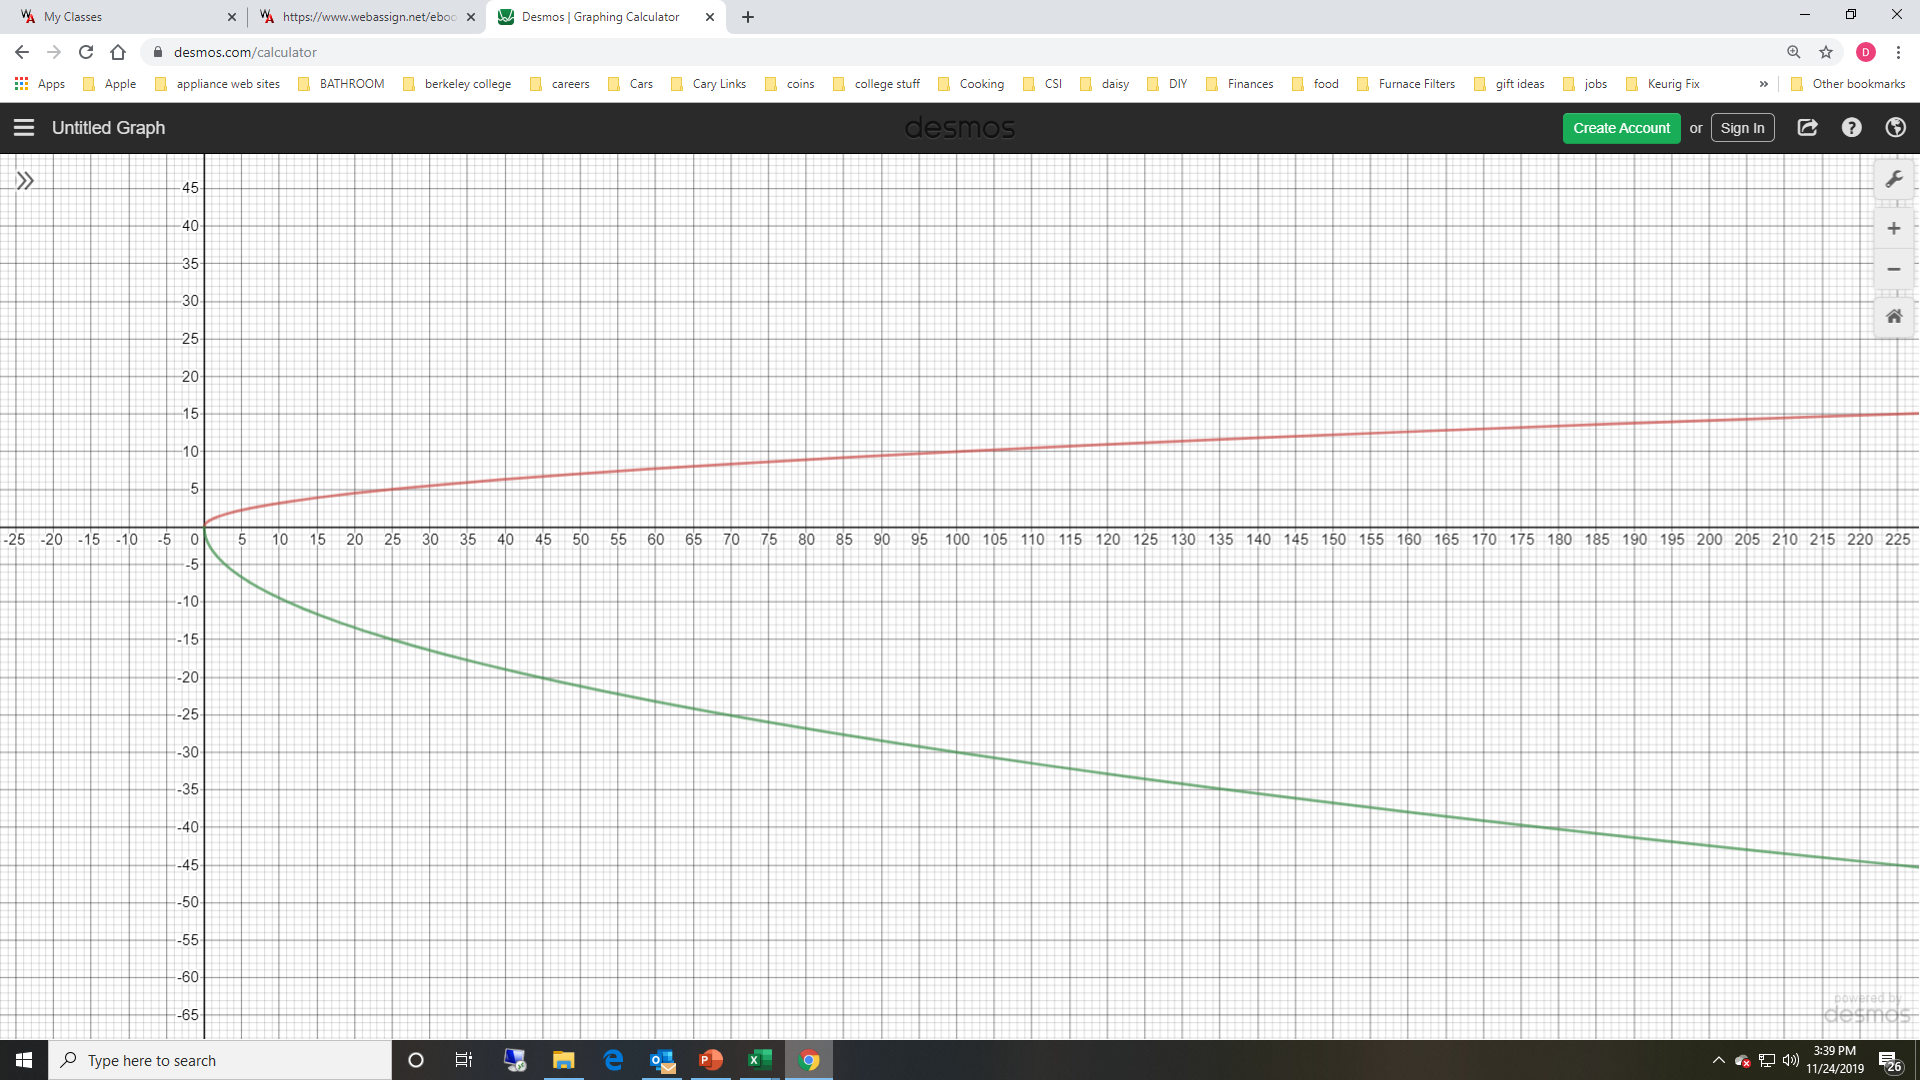 My Classes
https://www.webassign.net/eboo
Desmos | Graphing Calculator
desmos.com/calculator
D
Apps Apple appliance web sites BATHROOM berkeley college careers Cars Cary Links coins college stuff Cooking CSI daisy DIY Finances food Furnace Filters gift ideas jobs Keurig Fix » Other bookmarks
Untitled Graph desmos Create Account or Sign In
45
40
35
30
25
20
15
10
5
-25 -20 -15 -10 -5 0 5 10 15 20 25 30 35 40 45 50 55 60 65 70 75 80 85 90 95 100 105 110 115 120 125 130 135 140 145 150 155 160 165 170 175 180 185 190 195 200 205 210 215 220 225
-5
-10
-15
-20
-25
-30
-35
-40
-45
-50
-55
-60
-65
powered by
desmos
Type here to search
3:39 PM
11/24/2019
26